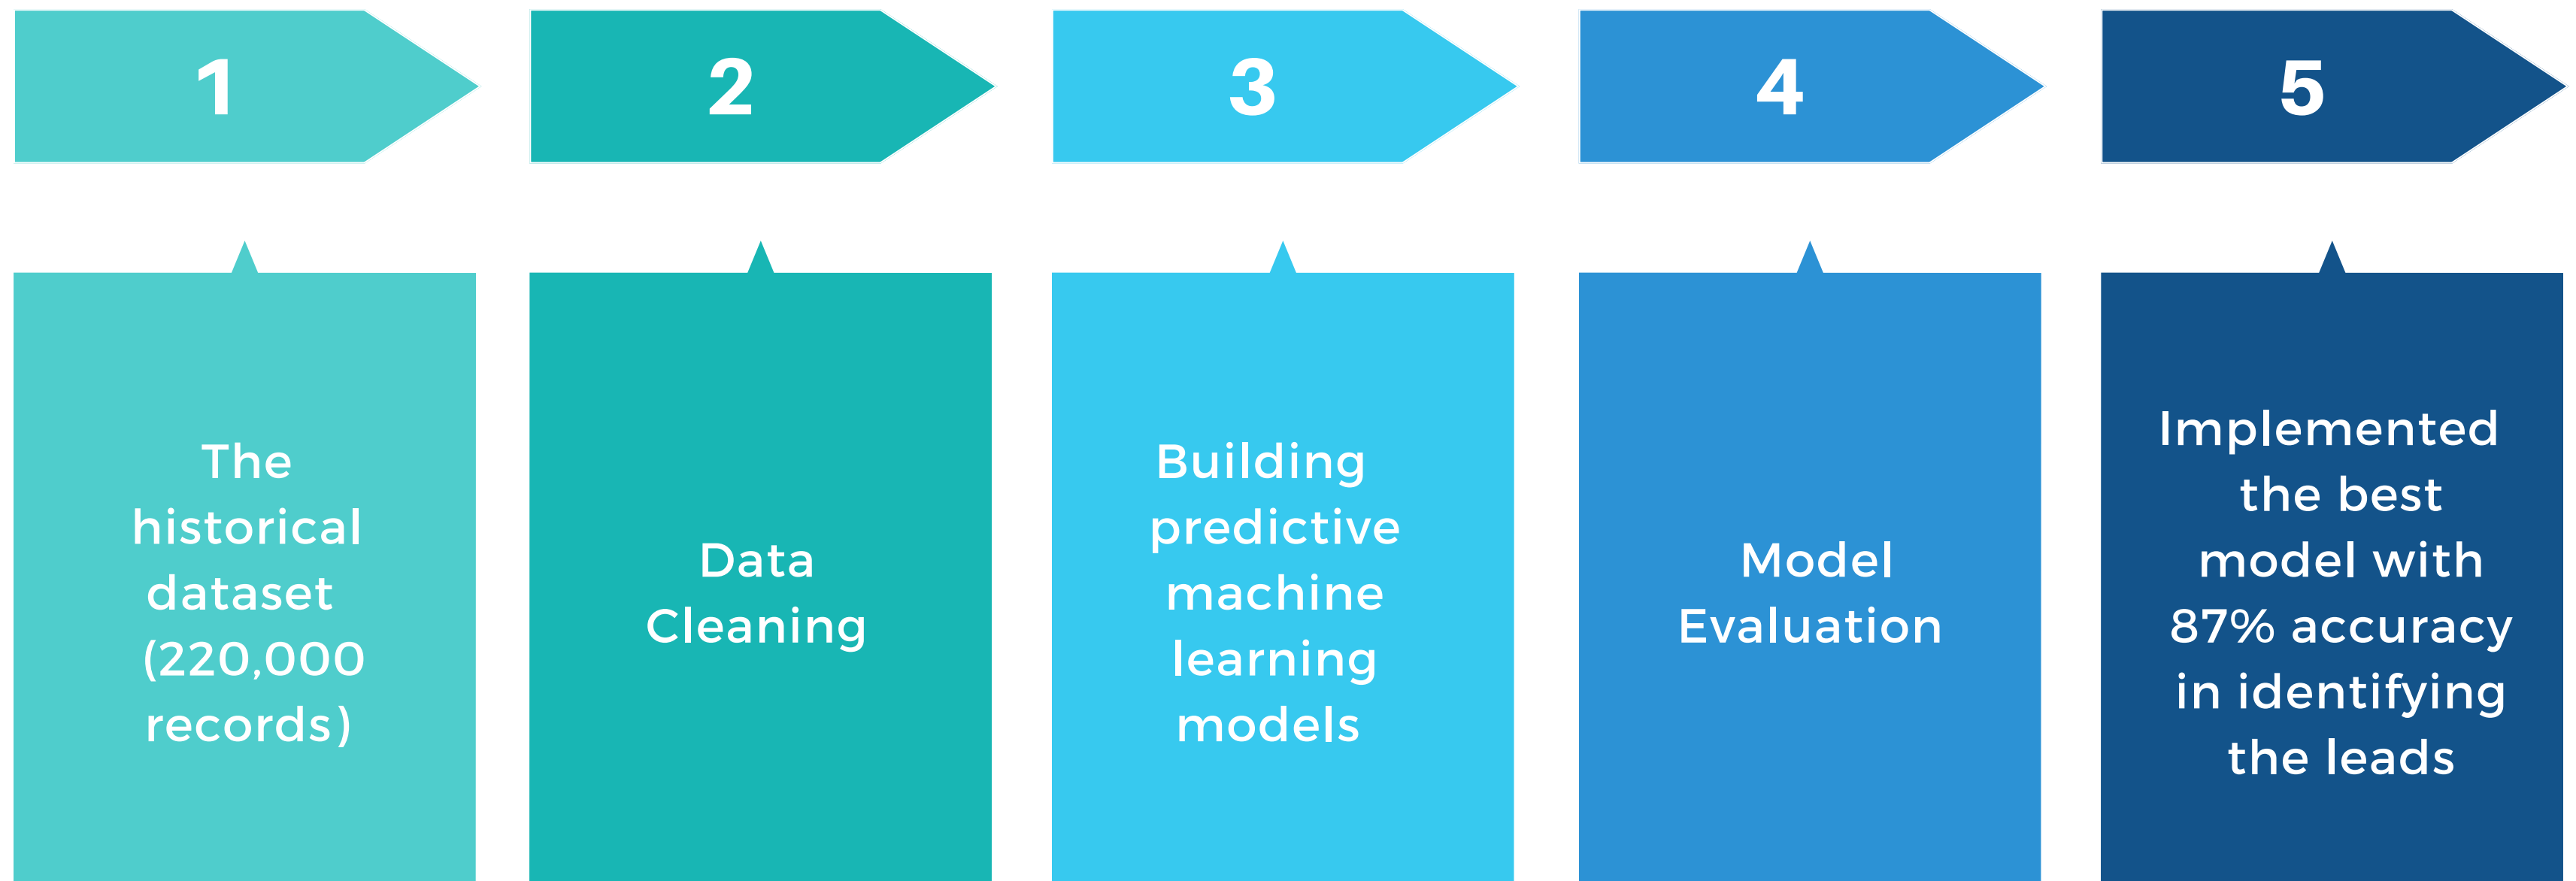 1
2
3
4
5
The
historical
dataset
(220,000
records)
Data
Cleaning
Building
predictive
machine
learning
models
Model
Evaluation
Implemented
the best
model with
87% accuracy
in identifying
the leads